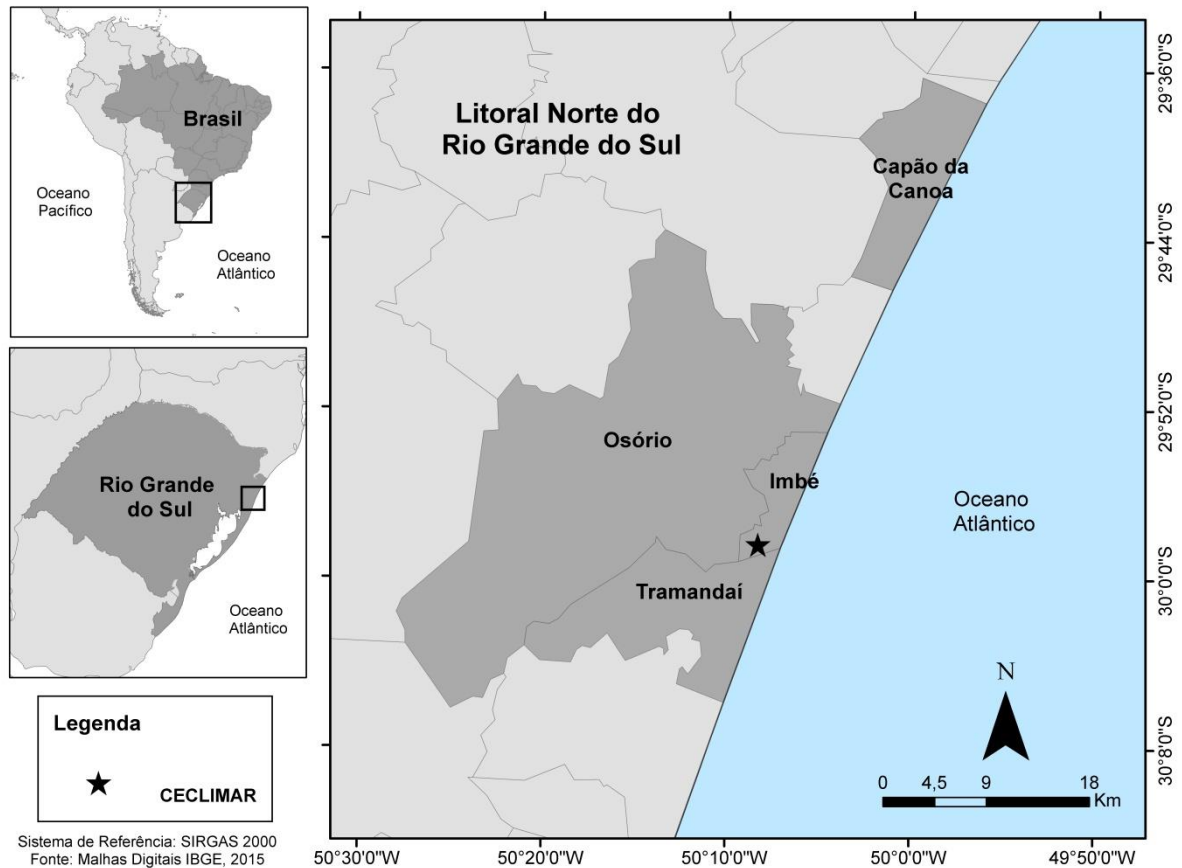 Brasil
Oceano
Pacífico
Oceano
Atlântico
Rio Grande
do Sul
Oceano
Atlântico
Legenda
CECLIMAR
Sistema de Referência: SIRGAS 2000
Fonte: Malhas Digitais IBGE, 2015
Litoral Norte do
Rio Grande do Sul
Capão da
Canoa
Osório
Imbé
Tramandaí
Oceano
Atlântico
N
0 4,5 9 18
Km
29°36'0"S
29°44'0"S
29°52'0"S
30°0'0"S
30°8'0"S
50°30'0"W 50°20'0"W 50°10'0"W 50°0'0"W 49°50'0"W